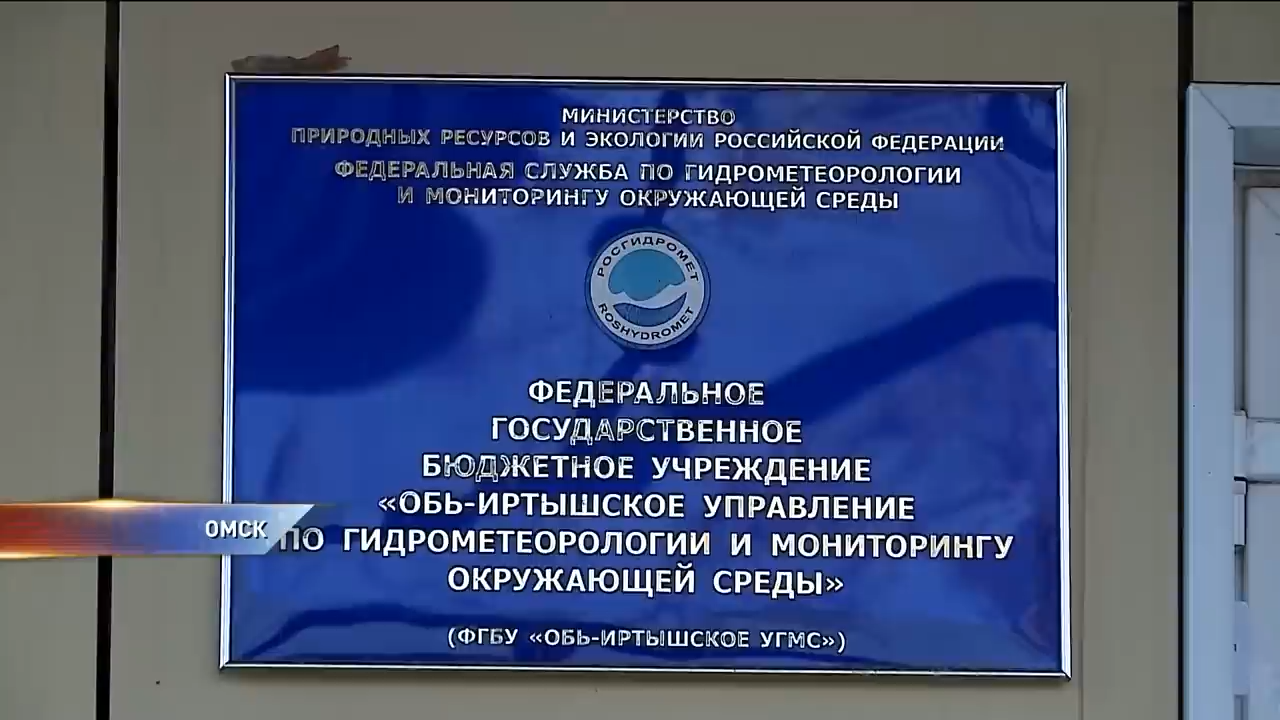 МИНИСТЕРСТВО
ПРИРОДНЫХ РЕСУРСОВ И ЭКОЛОГИИ РОССИЙСКОЙ ФЕДЕРАЦИИ
ФЕДЕРАЛЬНАЯ СЛУЖБА ПО ГИДРОМЕТЕОРОЛОГИИ
И МОНИТОРИНГУ ОКРУЖАЮЩЕЙ СРЕДЫ
РОСГИДРОМЕТ
ROSHYDROMET
ФЕДЕРАЛЬНОЕ
ГОСУДАРСТВЕННОЕ
БЮДЖЕТНОЕ УЧРЕЖДЕНИЕ
«ОБЬ-ИРТЫШСКОЕ УПРАВЛЕНИЕ
ПО ГИДРОМЕТЕОРОЛОГИИ И МОНИТОРИНГУ
ОКРУЖАЮЩЕЙ СРЕДЫ»
(ФГБУ «ОБЬ-ИРТЫШСКОЕ УГМС»)
ОМСК